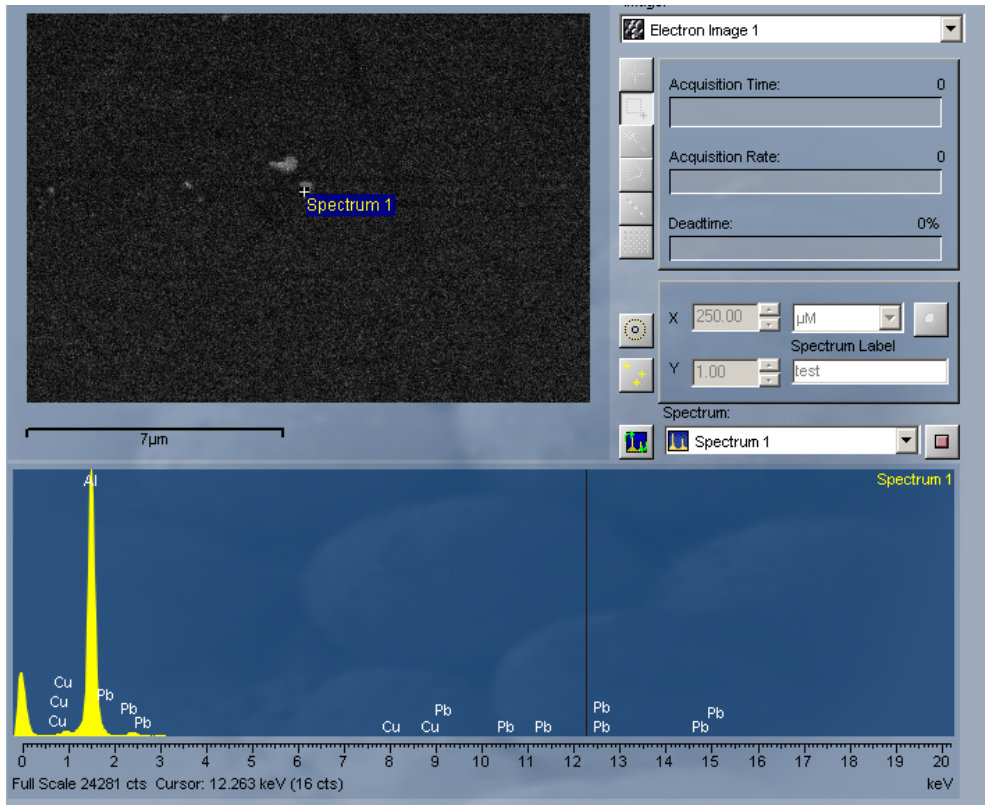 Electron Image 1
Acquisition Time: 0
Acquisition Rate: 0
Deadtime: 0%
Spectrum 1
7µm
X 250.00 µM
Spectrum Label
Y 1.00 test
Spectrum:
Spectrum 1
Spectrum 1
Al
Cu
Cu Pb
Cu Pb Pb
Cu Cu Pb
Pb Pb
Pb Pb
Pb Pb
0 1 2 3 4 5 6 7 8 9 10 11 12 13 14 15 16 17 18 19 20
Full Scale 24281 cts Cursor: 12.263 keV (16 cts) keV